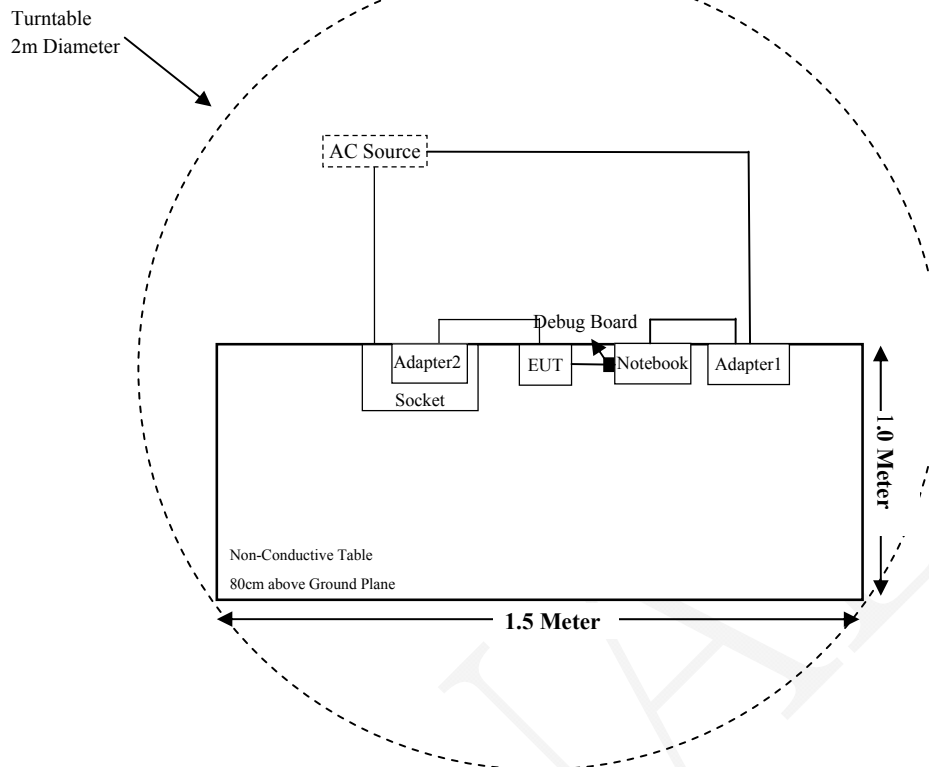 Turntable
2m Diameter
AC Source
Debug Board
Adapter2
EUT
Notebook
Adapter1
Socket
1.0 Meter
Non-Conductive Table
80cm above Ground Plane
1.5 Meter